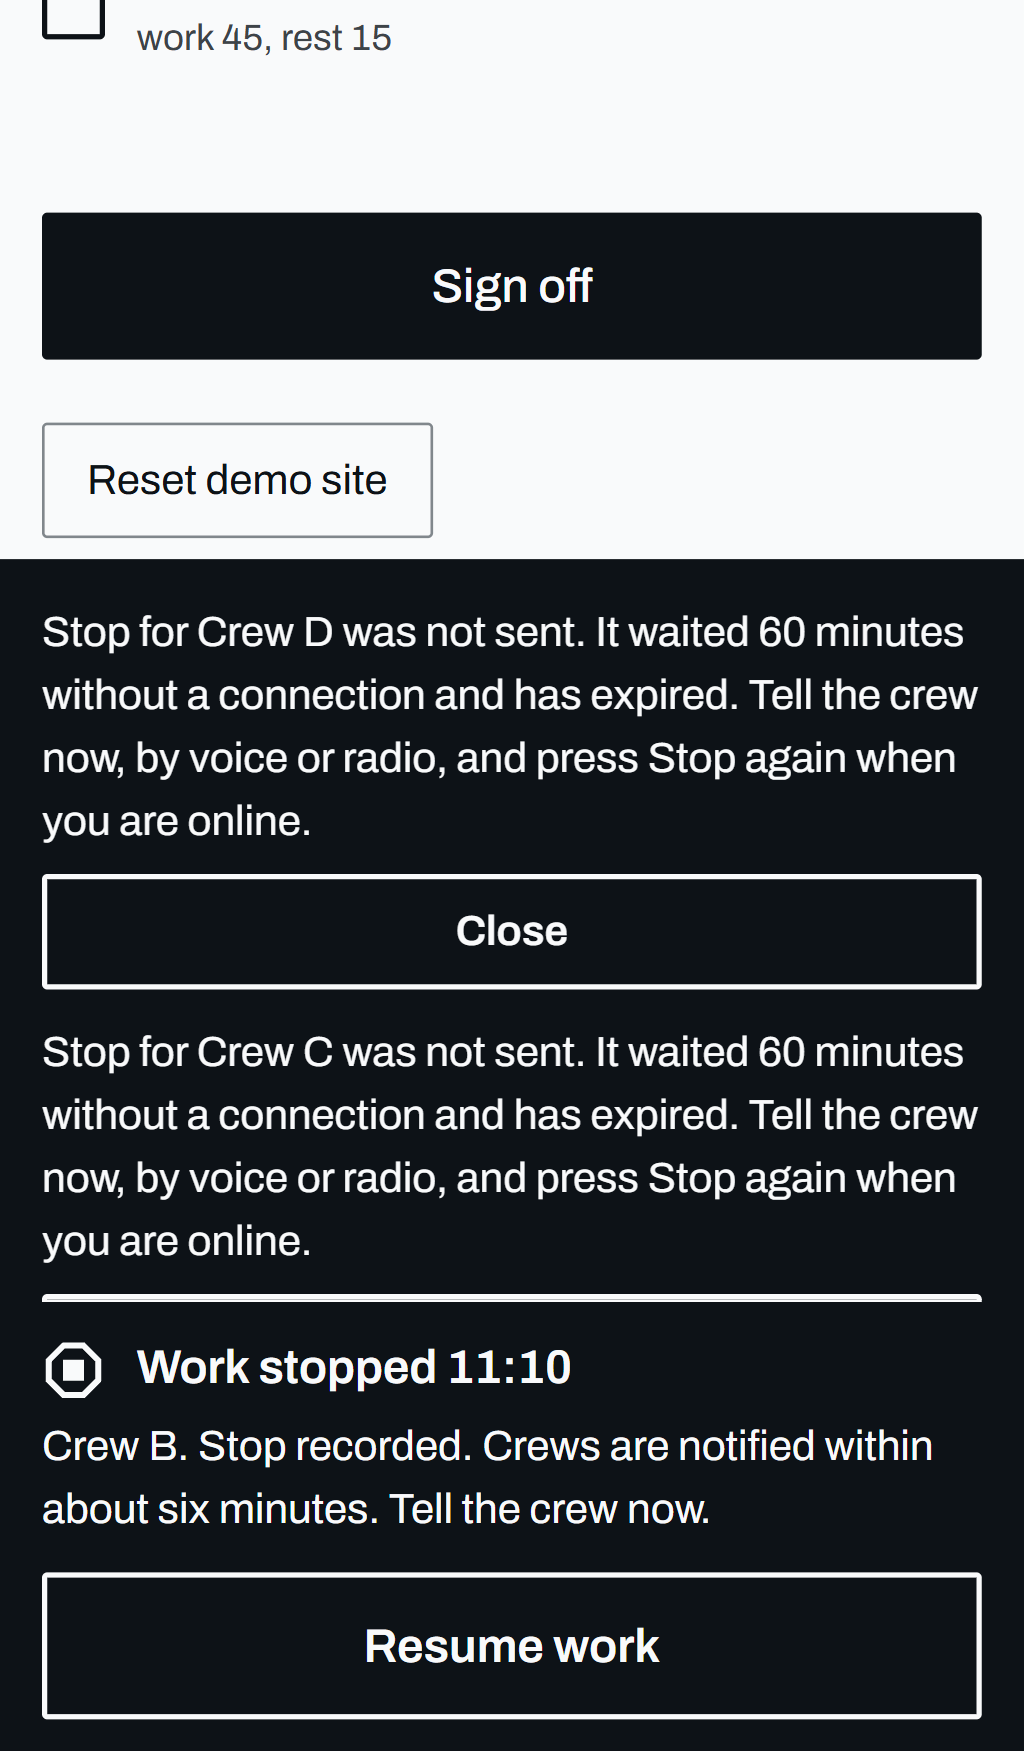 work 45, rest 15
Sign off
Reset demo site
Stop for Crew D was not sent. It waited 60 minutes
without a connection and has expired. Tell the crew
now, by voice or radio, and press Stop again when
you are online.
Close
Stop for Crew C was not sent. It waited 60 minutes
without a connection and has expired. Tell the crew
now, by voice or radio, and press Stop again when
you are online.
Work stopped 11:10
Crew B. Stop recorded. Crews are notified within
about six minutes. Tell the crew now.
Resume work